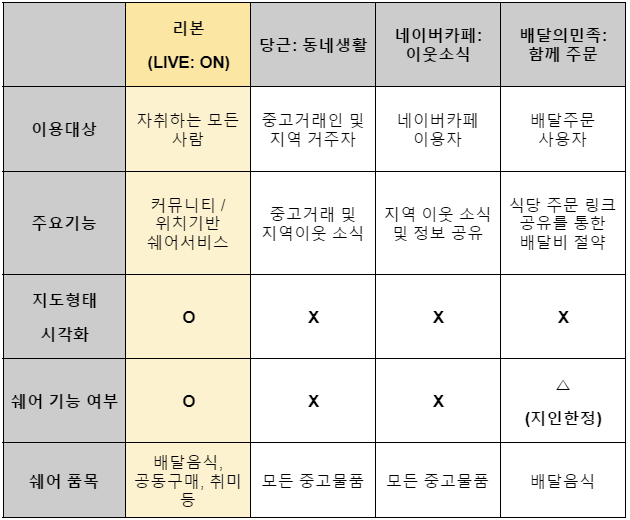 리본
(LIVE: ON)
당근: 동네생활
네이버카페:
이웃소식
배달의민족:
함께 주문
이용대상
자취하는 모든
사람
중고거래인 및
지역 거주자
네이버카페
이용자
배달주문
사용자
주요기능
커뮤니티 /
위치기반
쉐어서비스
중고거래 및
지역이웃 소식
지역 이웃 소식
및 정보 공유
식당 주문 링크
공유를 통한
배달비 절약
지도형태
시각화
O
X
X
X
쉐어 기능 여부
O
X
X
△
(지인한정)
쉐어 품목
배달음식,
공동구매, 취미
등
모든 중고물품
모든 중고물품
배달음식